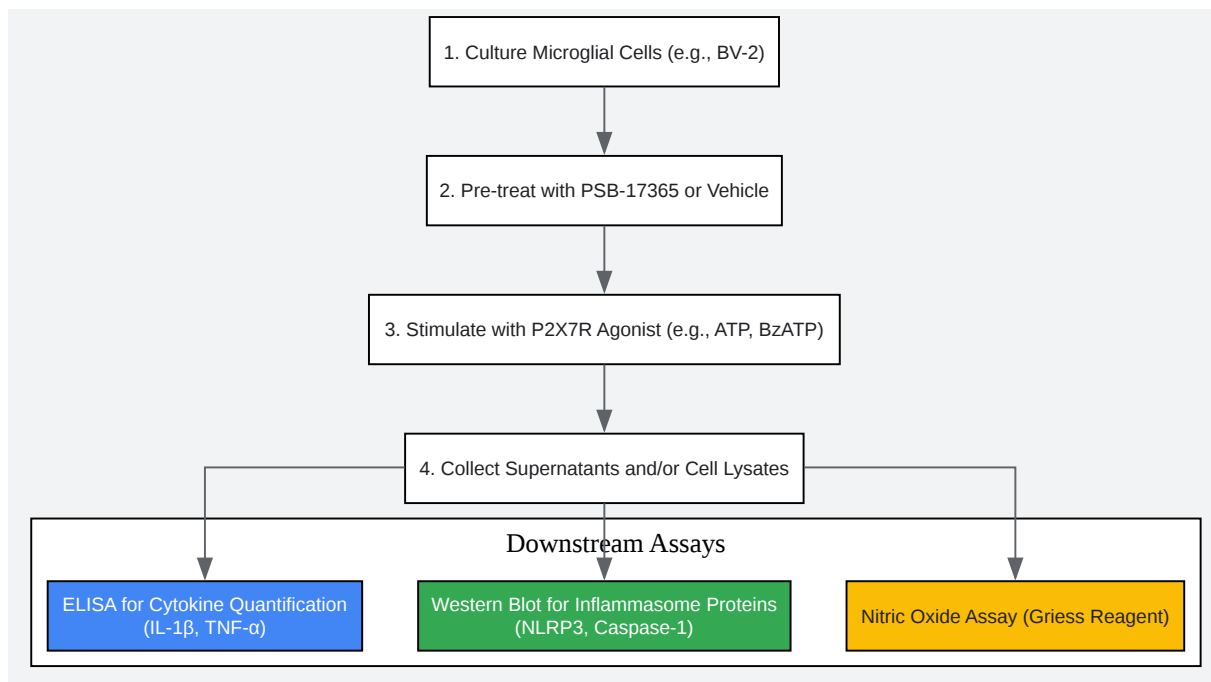 1. Culture Microglial Cells (e.g., BV-2)
2. Pre-treat with PSB-17365 or Vehicle
3. Stimulate with P2X7R Agonist (e.g., ATP, BzATP)
4. Collect Supernatants and/or Cell Lysates
Downstream Assays
ELISA for Cytokine Quantification
(IL-1β, TNF-α)
Western Blot for Inflammasome Proteins
(NLRP3, Caspase-1)
Nitric Oxide Assay (Griess Reagent)